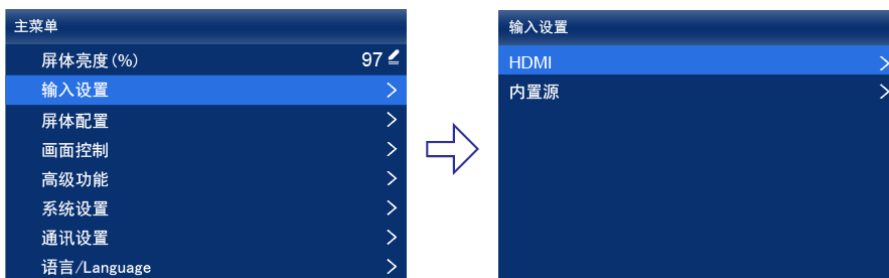 主菜单
屏体亮度(%) 97
输入设置
屏体配置
画面控制
高级功能
系统设置
通讯设置
语言/Language
输入设置
HDMI
内置源